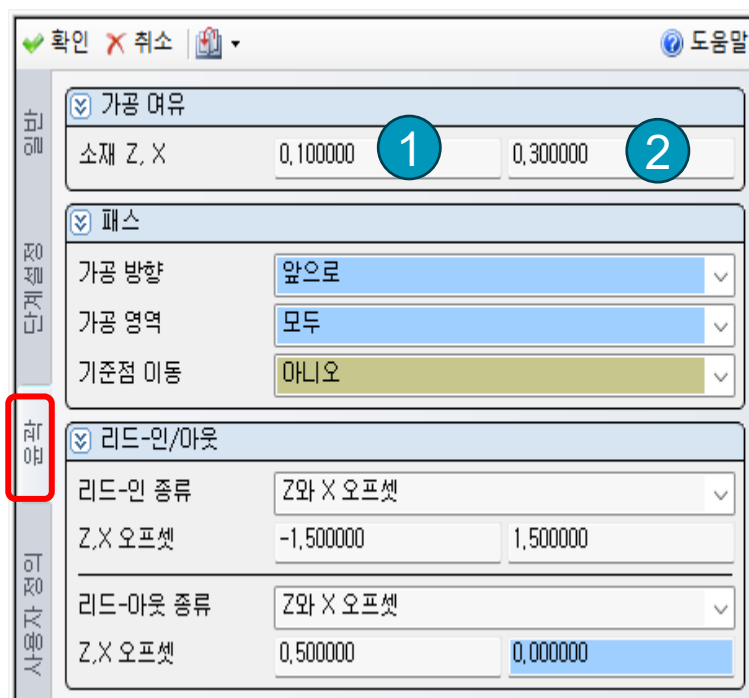 확인 취소 도움말
일반
단계설정
황삭
사용자 정의
가공 여유
소재 Z, X 0,100000 1 0,300000 2
패스
가공 방향 앞으로
가공 영역 모두
기준점 이동 아니오
리드-인/아웃
리드-인 종류 Z와 X 오프셋
Z,X 오프셋 -1,500000 1,500000
리드-아웃 종류 Z와 X 오프셋
Z,X 오프셋 0,500000 0,000000